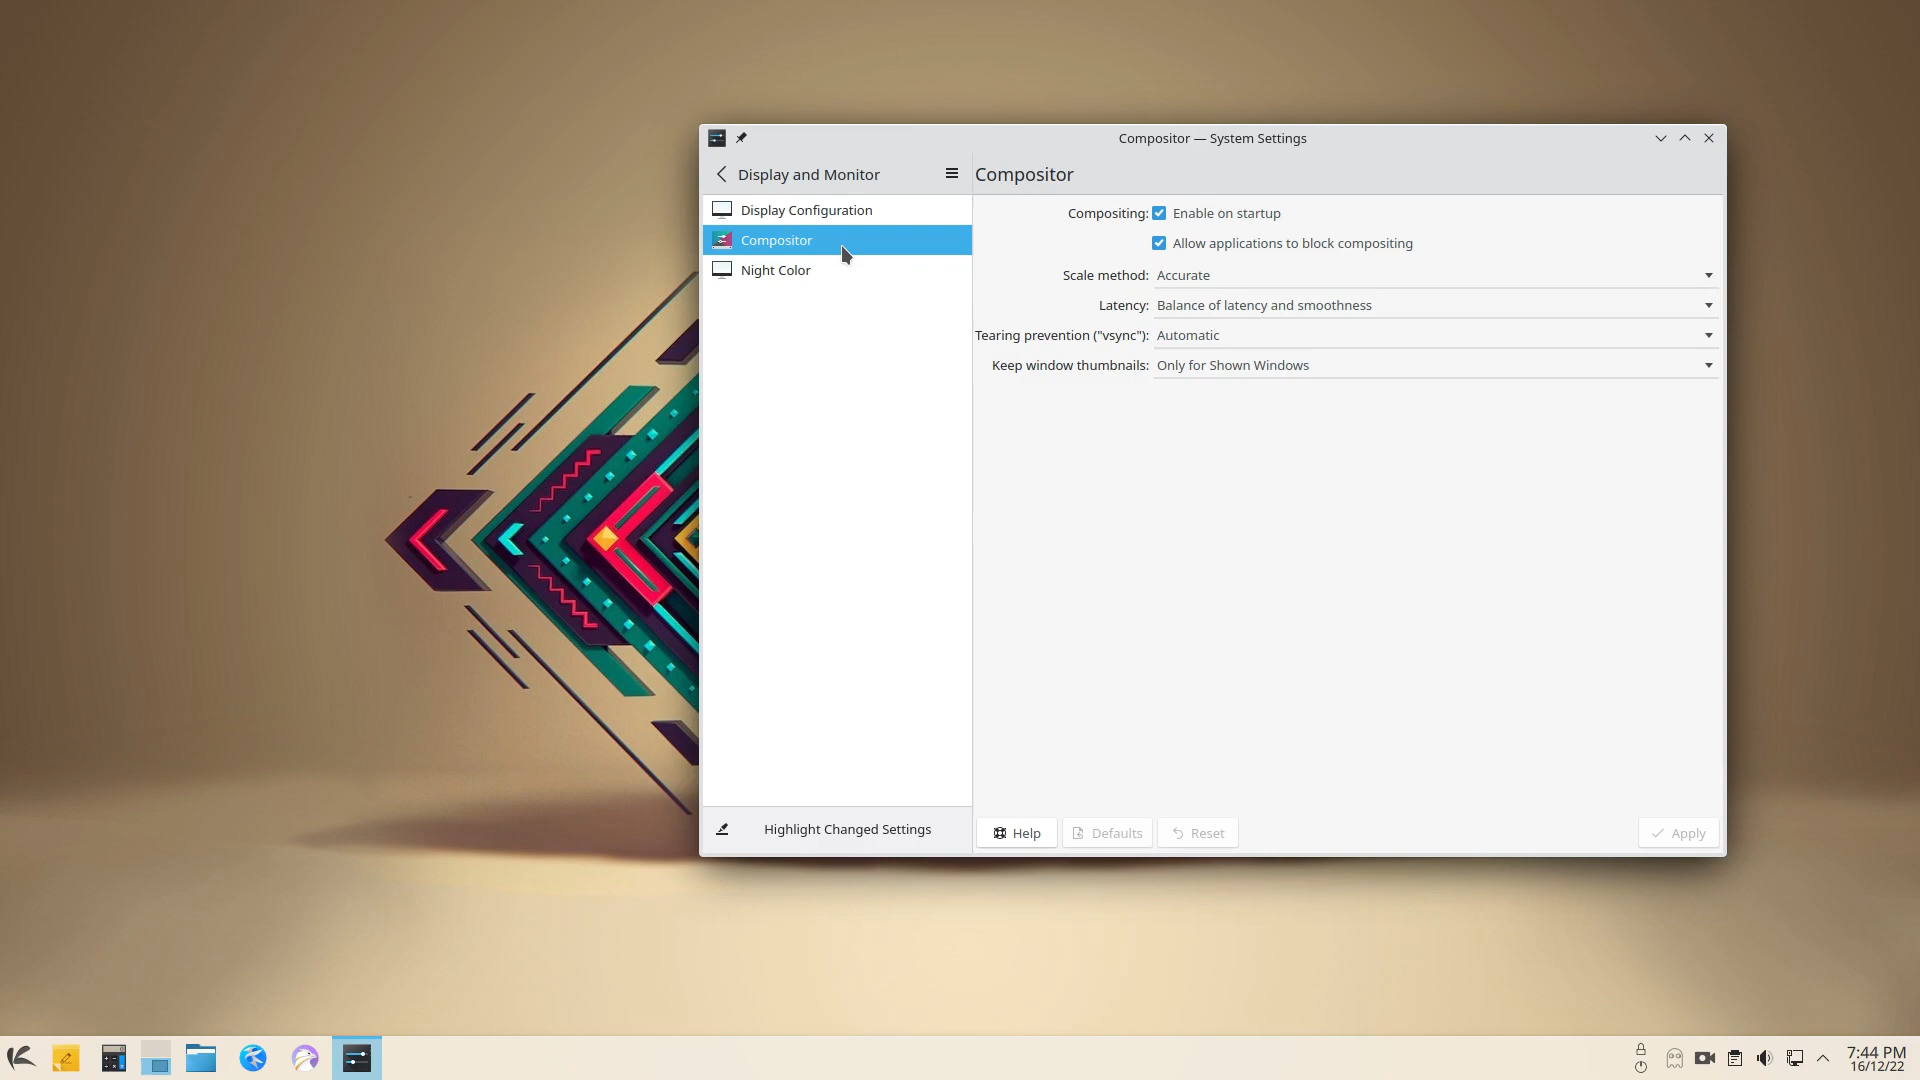 Compositor — System Settings
Display and Monitor
Compositor
Display Configuration
Compositor
Night Color
Compositing: Enable on startup
Allow applications to block compositing
Scale method: Accurate
Latency: Balance of latency and smoothness
Tearing prevention ("vsync"): Automatic
Keep window thumbnails: Only for Shown Windows
Highlight Changed Settings
Help Defaults Reset Apply
7:44 PM
16/12/22